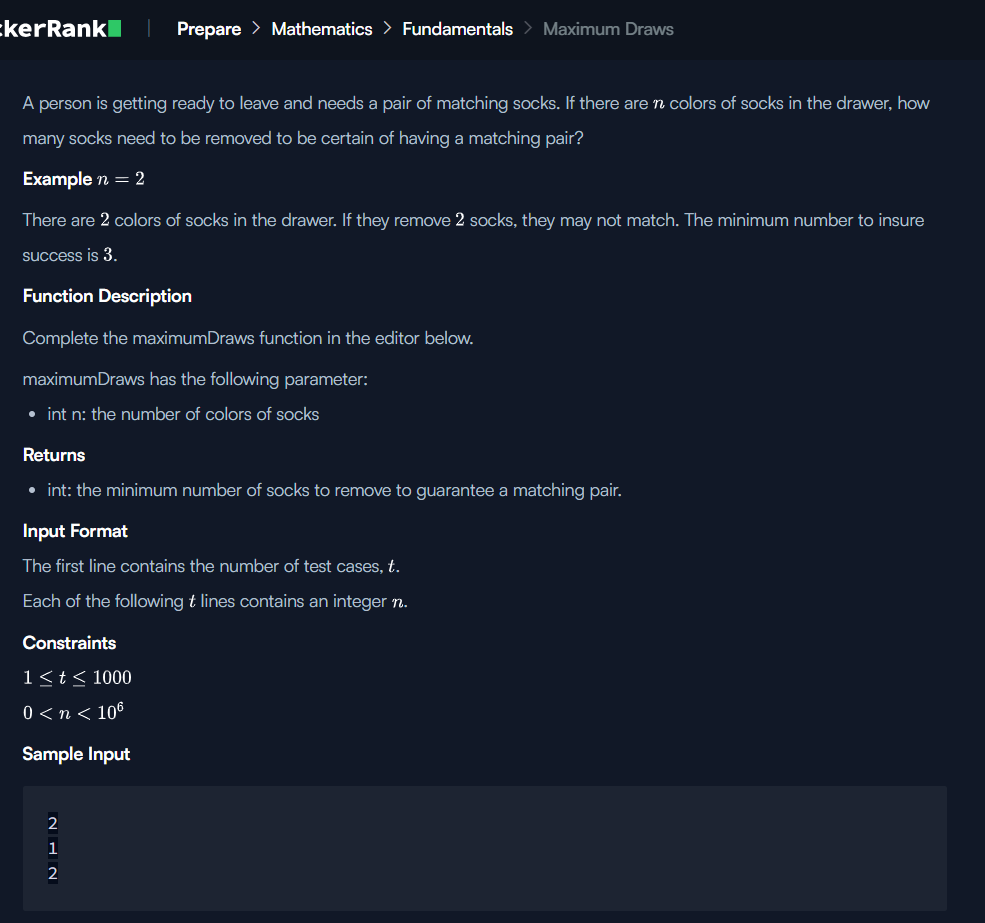 ckerRank Prepare > Mathematics > Fundamentals > Maximum Draws
A person is getting ready to leave and needs a pair of matching socks. If there are n colors of socks in the drawer, how
many socks need to be removed to be certain of having a matching pair?
Example n = 2
There are 2 colors of socks in the drawer. If they remove 2 socks, they may not match. The minimum number to insure
success is 3.
Function Description
Complete the maximumDraws function in the editor below.
maximumDraws has the following parameter:
• int n: the number of colors of socks
Returns
• int: the minimum number of socks to remove to guarantee a matching pair.
Input Format
The first line contains the number of test cases, t.
Each of the following t lines contains an integer n.
Constraints
1 ≤ t ≤ 1000
0 < n < 10⁶
Sample Input
2
1
2